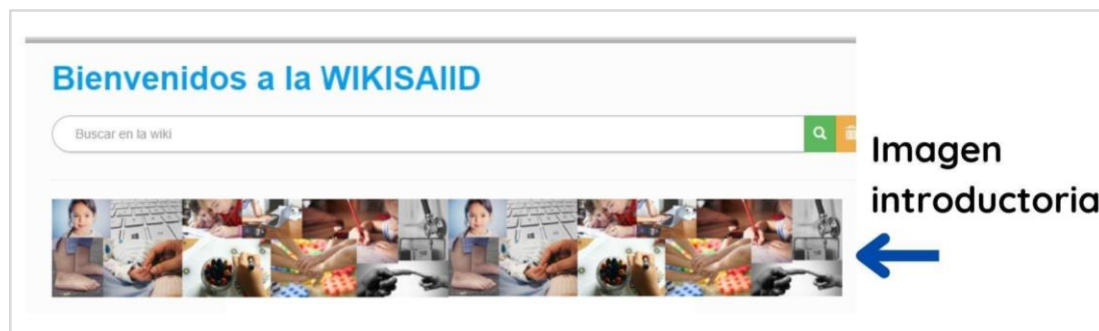 Bienvenidos a la WIKISAIID
Buscar en la wiki
Imagen
introductoria